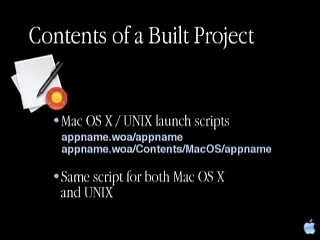 Contents of a Built Project
• Mac OS X / UNIX launch scripts
appname.woa/appname
appname.woa/Contents/MacOS/appname
• Same script for both Mac OS X
and UNIX